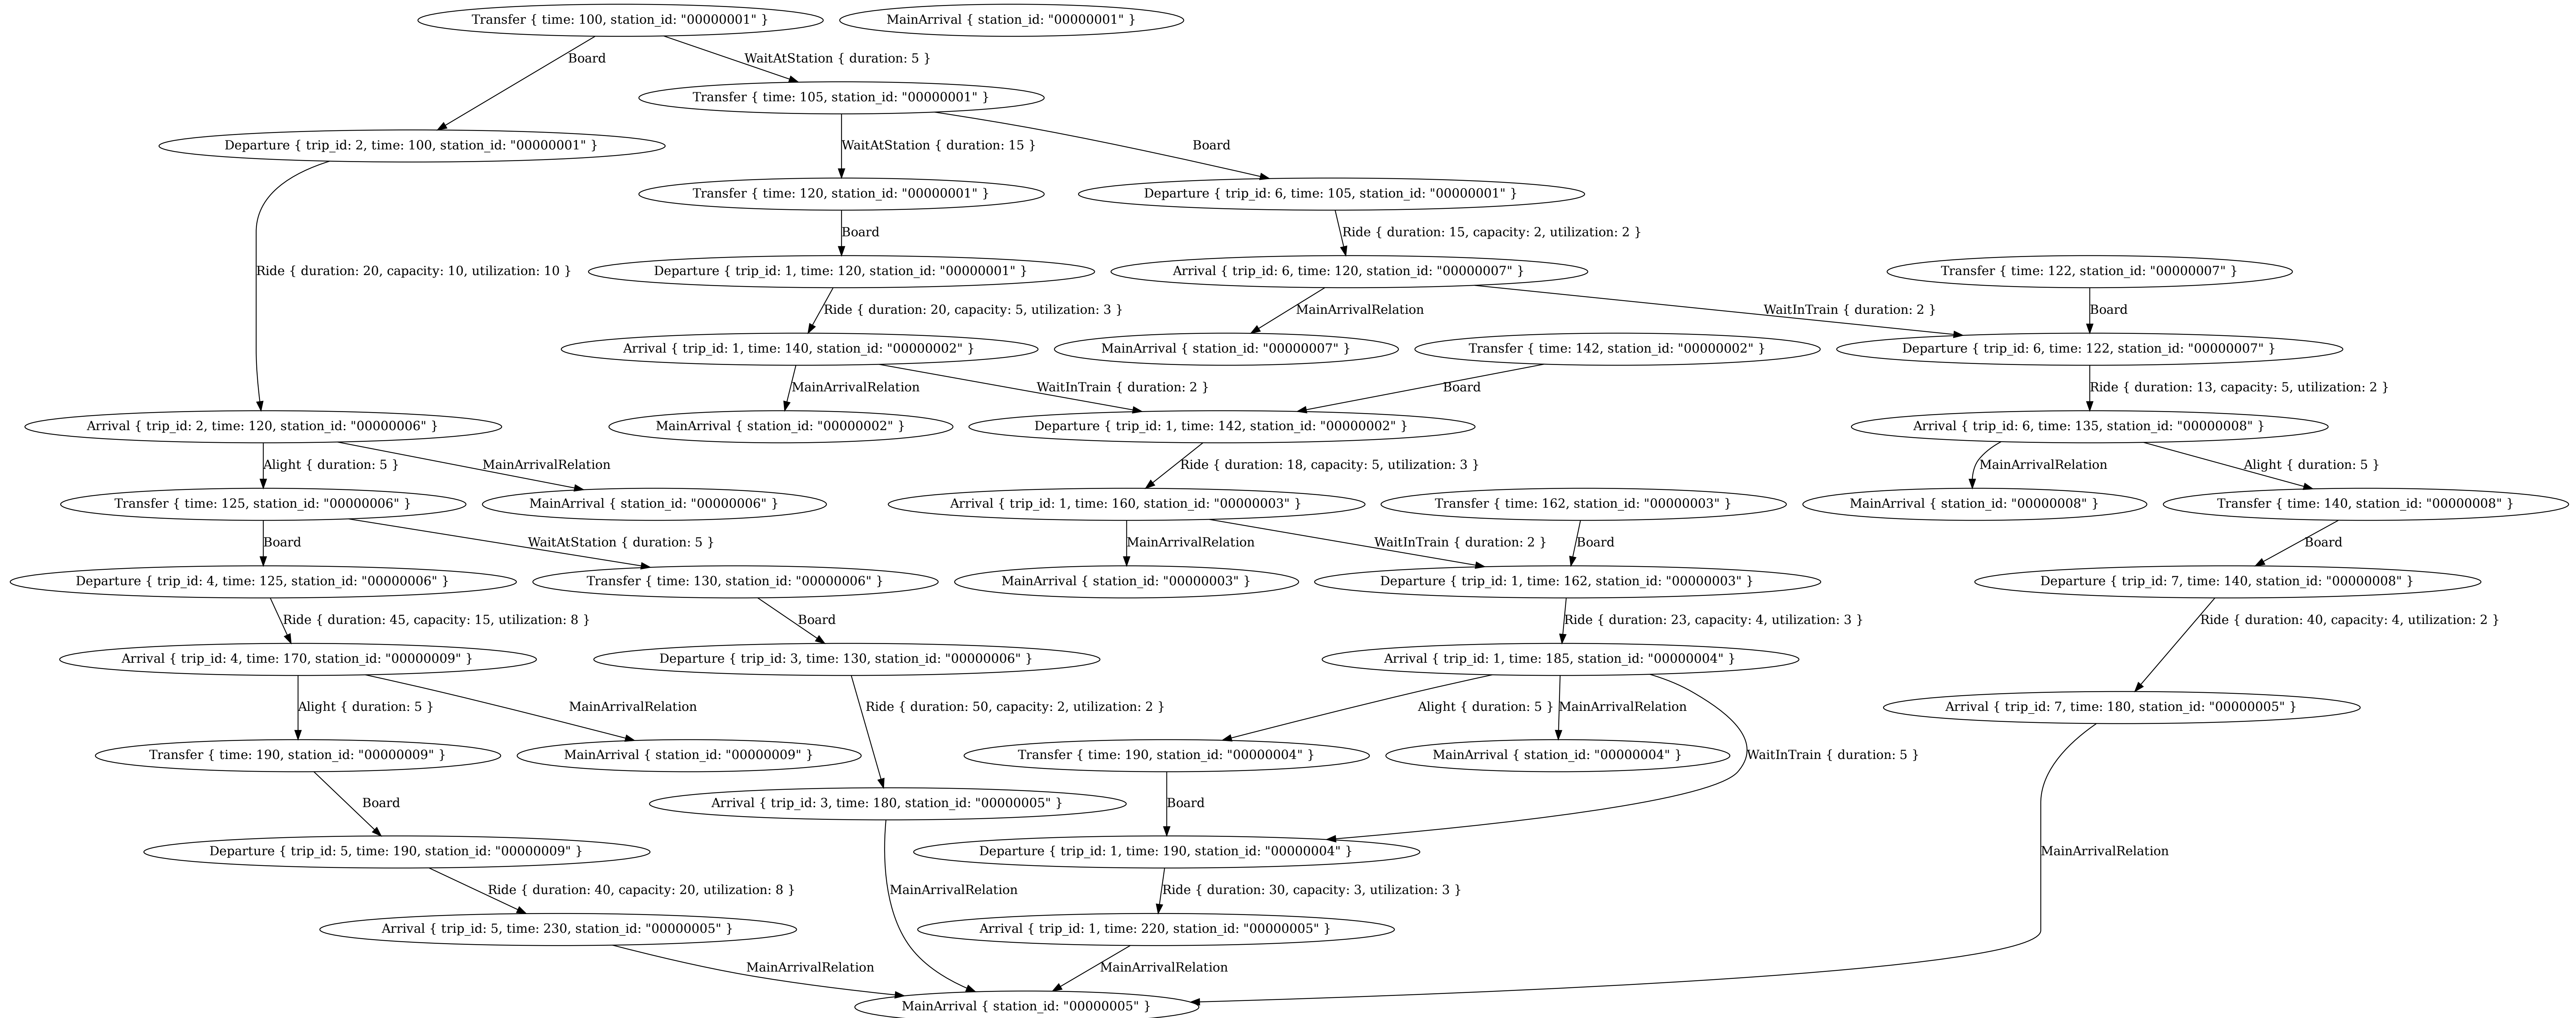 Transfer { time: 100, station_id: "00000001" }
MainArrival { station_id: "00000001" }
Board
WaitAtStation { duration: 5 }
Transfer { time: 105, station_id: "00000001" }
Departure { trip_id: 2, time: 100, station_id: "00000001" }
WaitAtStation { duration: 15 }
Board
Transfer { time: 120, station_id: "00000001" }
Departure { trip_id: 6, time: 105, station_id: "00000001" }
Board
Ride { duration: 15, capacity: 2, utilization: 2 }
Ride { duration: 20, capacity: 10, utilization: 10 }
Departure { trip_id: 1, time: 120, station_id: "00000001" }
Arrival { trip_id: 6, time: 120, station_id: "00000007" }
Transfer { time: 122, station_id: "00000007" }
Ride { duration: 20, capacity: 5, utilization: 3 }
MainArrivalRelation
WaitInTrain { duration: 2 }
Board
Arrival { trip_id: 1, time: 140, station_id: "00000002" }
MainArrival { station_id: "00000007" }
Transfer { time: 142, station_id: "00000002" }
Departure { trip_id: 6, time: 122, station_id: "00000007" }
MainArrivalRelation
WaitInTrain { duration: 2 }
Board
Ride { duration: 13, capacity: 5, utilization: 2 }
Arrival { trip_id: 2, time: 120, station_id: "00000006" }
MainArrival { station_id: "00000002" }
Departure { trip_id: 1, time: 142, station_id: "00000002" }
Arrival { trip_id: 6, time: 135, station_id: "00000008" }
Alight { duration: 5 }
MainArrivalRelation
Ride { duration: 18, capacity: 5, utilization: 3 }
MainArrivalRelation
Alight { duration: 5 }
Transfer { time: 125, station_id: "00000006" }
MainArrival { station_id: "00000006" }
Arrival { trip_id: 1, time: 160, station_id: "00000003" }
Transfer { time: 162, station_id: "00000003" }
MainArrival { station_id: "00000008" }
Transfer { time: 140, station_id: "00000008" }
Board
WaitAtStation { duration: 5 }
MainArrivalRelation
WaitInTrain { duration: 2 }
Board
Board
Departure { trip_id: 4, time: 125, station_id: "00000006" }
Transfer { time: 130, station_id: "00000006" }
MainArrival { station_id: "00000003" }
Departure { trip_id: 1, time: 162, station_id: "00000003" }
Departure { trip_id: 7, time: 140, station_id: "00000008" }
Ride { duration: 45, capacity: 15, utilization: 8 }
Board
Ride { duration: 23, capacity: 4, utilization: 3 }
Ride { duration: 40, capacity: 4, utilization: 2 }
Arrival { trip_id: 4, time: 170, station_id: "00000009" }
Departure { trip_id: 3, time: 130, station_id: "00000006" }
Arrival { trip_id: 1, time: 185, station_id: "00000004" }
Alight { duration: 5 }
MainArrivalRelation
Ride { duration: 50, capacity: 2, utilization: 2 }
Alight { duration: 5 }
MainArrivalRelation
Arrival { trip_id: 7, time: 180, station_id: "00000005" }
Transfer { time: 190, station_id: "00000009" }
MainArrival { station_id: "00000009" }
Transfer { time: 190, station_id: "00000004" }
MainArrival { station_id: "00000004" }
WaitInTrain { duration: 5 }
Board
Arrival { trip_id: 3, time: 180, station_id: "00000005" }
Board
Departure { trip_id: 5, time: 190, station_id: "00000009" }
Departure { trip_id: 1, time: 190, station_id: "00000004" }
MainArrivalRelation
Ride { duration: 40, capacity: 20, utilization: 8 }
MainArrivalRelation
Ride { duration: 30, capacity: 3, utilization: 3 }
Arrival { trip_id: 5, time: 230, station_id: "00000005" }
Arrival { trip_id: 1, time: 220, station_id: "00000005" }
MainArrivalRelation
MainArrivalRelation
MainArrival { station_id: "00000005" }